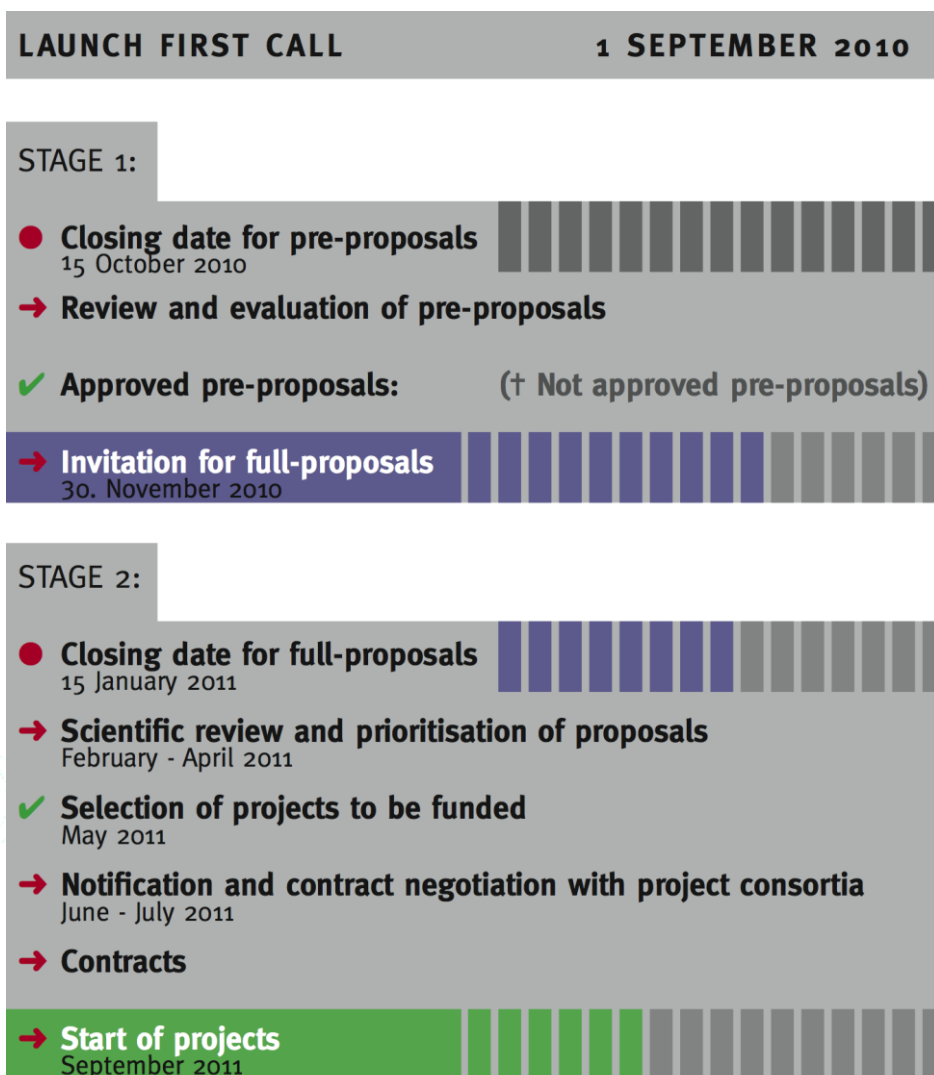 LAUNCH FIRST CALL 1 SEPTEMBER 2010
STAGE 1:
Closing date for pre-proposals
15 October 2010
Review and evaluation of pre-proposals
Approved pre-proposals: († Not approved pre-proposals)
Invitation for full-proposals
30. November 2010
STAGE 2:
Closing date for full-proposals
15 January 2011
Scientific review and prioritisation of proposals
February - April 2011
Selection of projects to be funded
May 2011
Notification and contract negotiation with project consortia
June - July 2011
Contracts
Start of projects
September 2011